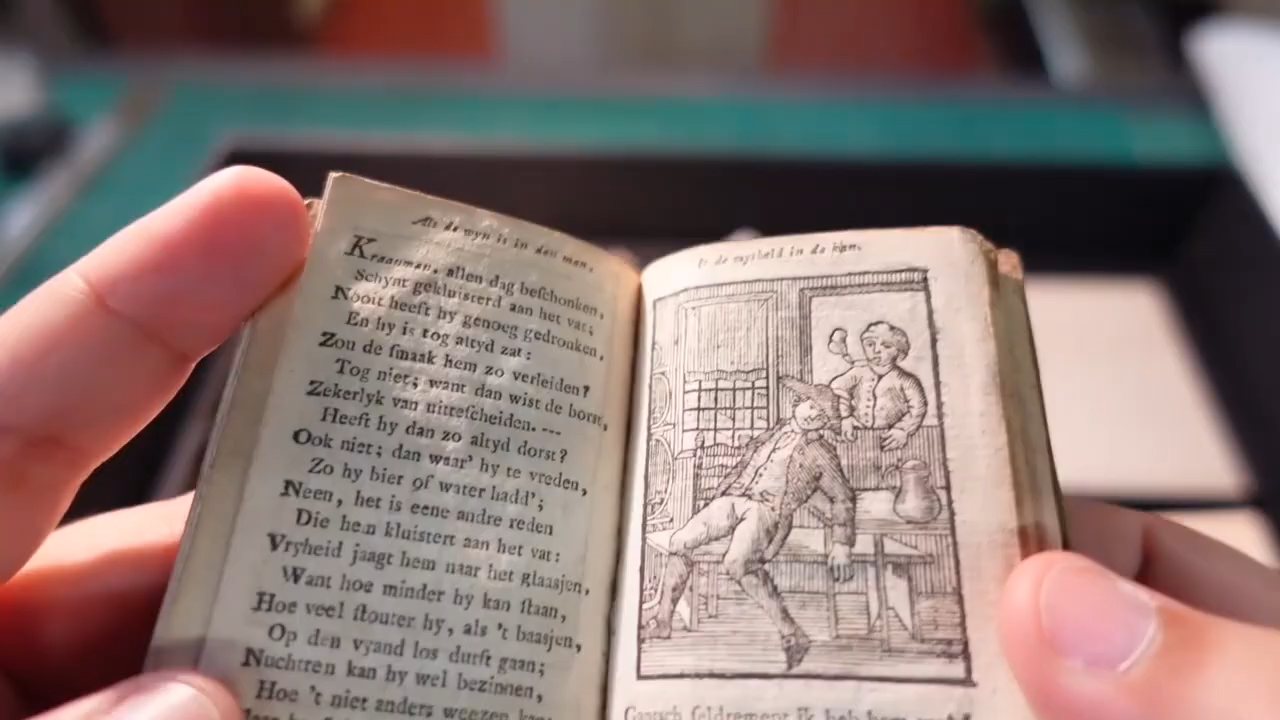 Als de wyn is in den man,
Kraanman, allen dag beſchonken,
Schynt gekluisterd aan het vat;
Nooit heeft hy genoeg gedronken,
En hy is tog altyd zat:
Zou de ſmaak hem zo verleiden?
Tog niet; want dan wist de borst,
Zekerlyk van uitteſcheiden. ---
Heeft hy dan zo altyd dorst?
Ook niet; dan waar' hy te vreden,
Zo hy bier of water hadd';
Neen, het is eene andre reden
Die hem kluistert aan het vat:
Vryheid jaagt hem naar het glaasjen,
Want hoe minder hy kan ſtaan,
Hoe veel ſtouter hy, als 't baasjen,
Op den vyand los durft gaan;
Nuchtren kan hy wel bezinnen,
Hoe 't niet anders weezen
Is de wysheid in de kan.
ik heb hem